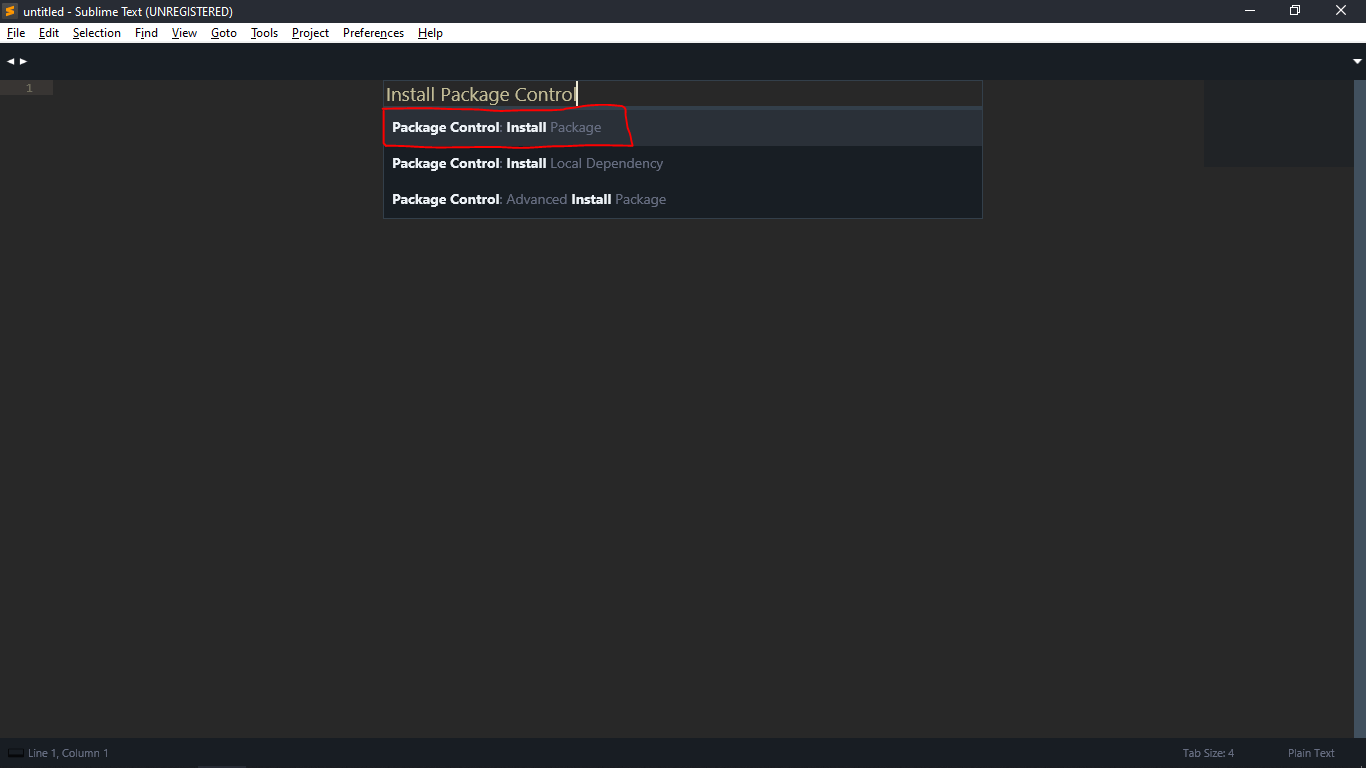 untitled - Sublime Text (UNREGISTERED)
File Edit Selection Find View Goto Tools Project Preferences Help
1
Install Package Control
Package Control: Install Package
Package Control: Install Local Dependency
Package Control: Advanced Install Package
Line 1, Column 1 Tab Size: 4 Plain Text